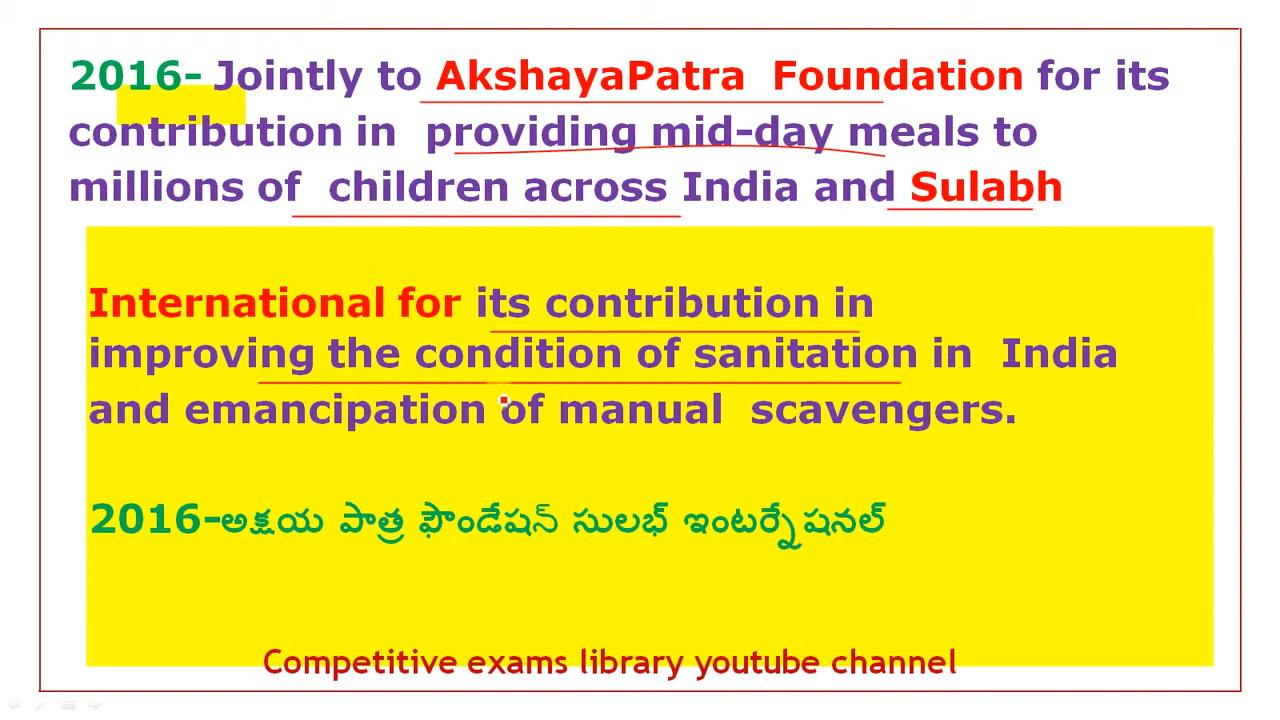 2016- Jointly to AkshayaPatra Foundation for its
contribution in providing mid-day meals to
millions of children across India and Sulabh
International for its contribution in
improving the condition of sanitation in India
and emancipation of manual scavengers.
2016-అక్షయ పాత్ర ఫౌండేషన్ సులభ్ ఇంటర్నేషనల్
Competitive exams library youtube channel